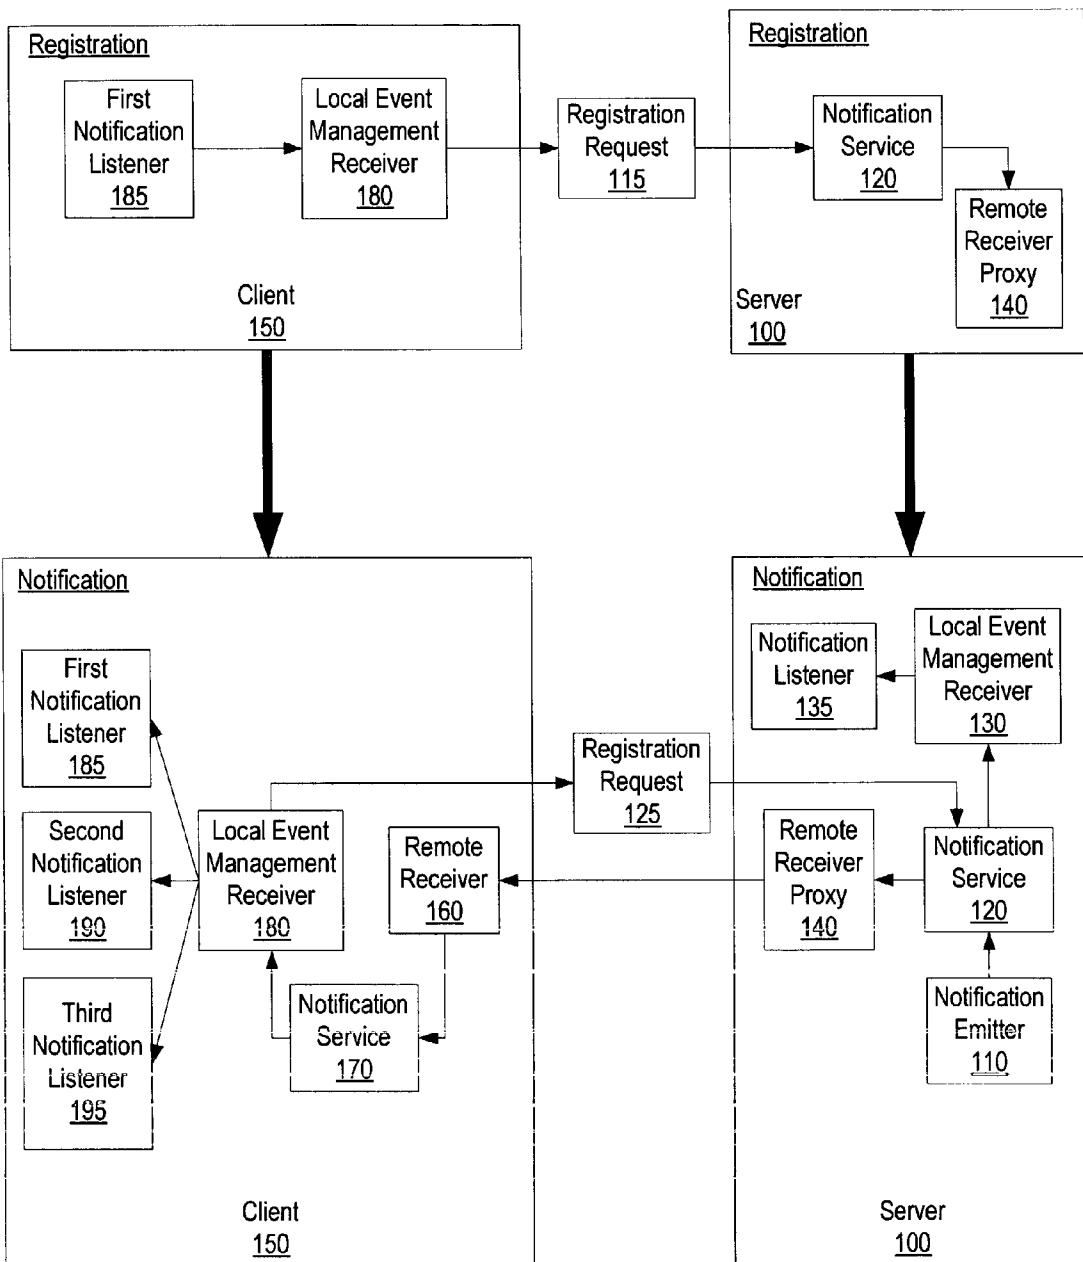 Registration
First
Notification
Listener
185
Local Event
Management
Receiver
180
Client
150
Registration
Request
115
Registration
Notification
Service
120
Remote
Receiver
Proxy
140
Server
100
Notification
First
Notification
Listener
185
Second
Notification
Listener
190
Third
Notification
Listener
195
Local Event
Management
Receiver
180
Remote
Receiver
160
Notification
Service
170
Client
150
Registration
Request
125
Notification
Notification
Listener
135
Local Event
Management
Receiver
130
Remote
Receiver
Proxy
140
Notification
Service
120
Notification
Emitter
110
Server
100